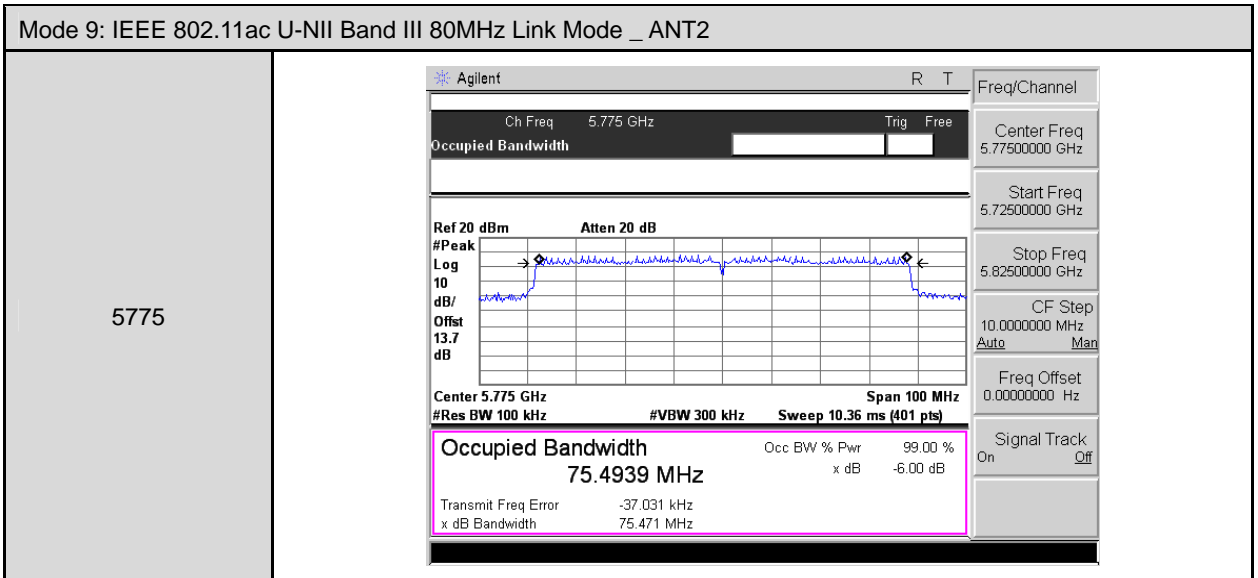 Mode 9: IEEE 802.11ac U-NII Band III 80MHz Link Mode _ ANT2
5775
Agilent R T
Ch Freq 5.775 GHz Trig Free
Occupied Bandwidth
Ref 20 dBm Atten 20 dB
#Peak
Log
10
dB/
Offst
13.7
dB
Center 5.775 GHz Span 100 MHz
#Res BW 100 kHz #VBW 300 kHz Sweep 10.36 ms (401 pts)
Occupied Bandwidth Occ BW % Pwr 99.00 %
75.4939 MHz x dB -6.00 dB
Transmit Freq Error -37.031 kHz
x dB Bandwidth 75.471 MHz
Freq/Channel
Center Freq
5.77500000 GHz
Start Freq
5.72500000 GHz
Stop Freq
5.82500000 GHz
CF Step
10.0000000 MHz
Auto Man
Freq Offset
0.00000000 Hz
Signal Track
On Off